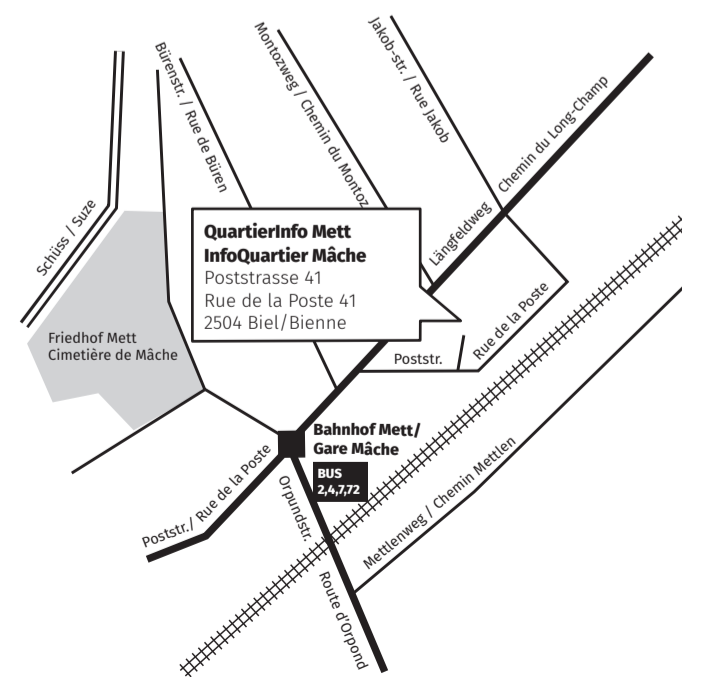 Bürenstr. / Rue de Büren
Montozweg / Chemin du Montoz
Jakob-str. / Rue Jakob
Chemin du Long-Champ
Längfeldweg
Schüss / Suze
QuartierInfo Mett
InfoQuartier Mâche
Poststrasse 41
Rue de la Poste 41
2504 Biel/Bienne
Friedhof Mett
Cimetière de Mâche
Poststr.
Rue de la Poste
Bahnhof Mett/
Gare Mâche
BUS
2,4,7,72
Poststr./ Rue de la Poste
Orpundstr.
Route d'Orpond
Mettlenweg / Chemin Mettlen